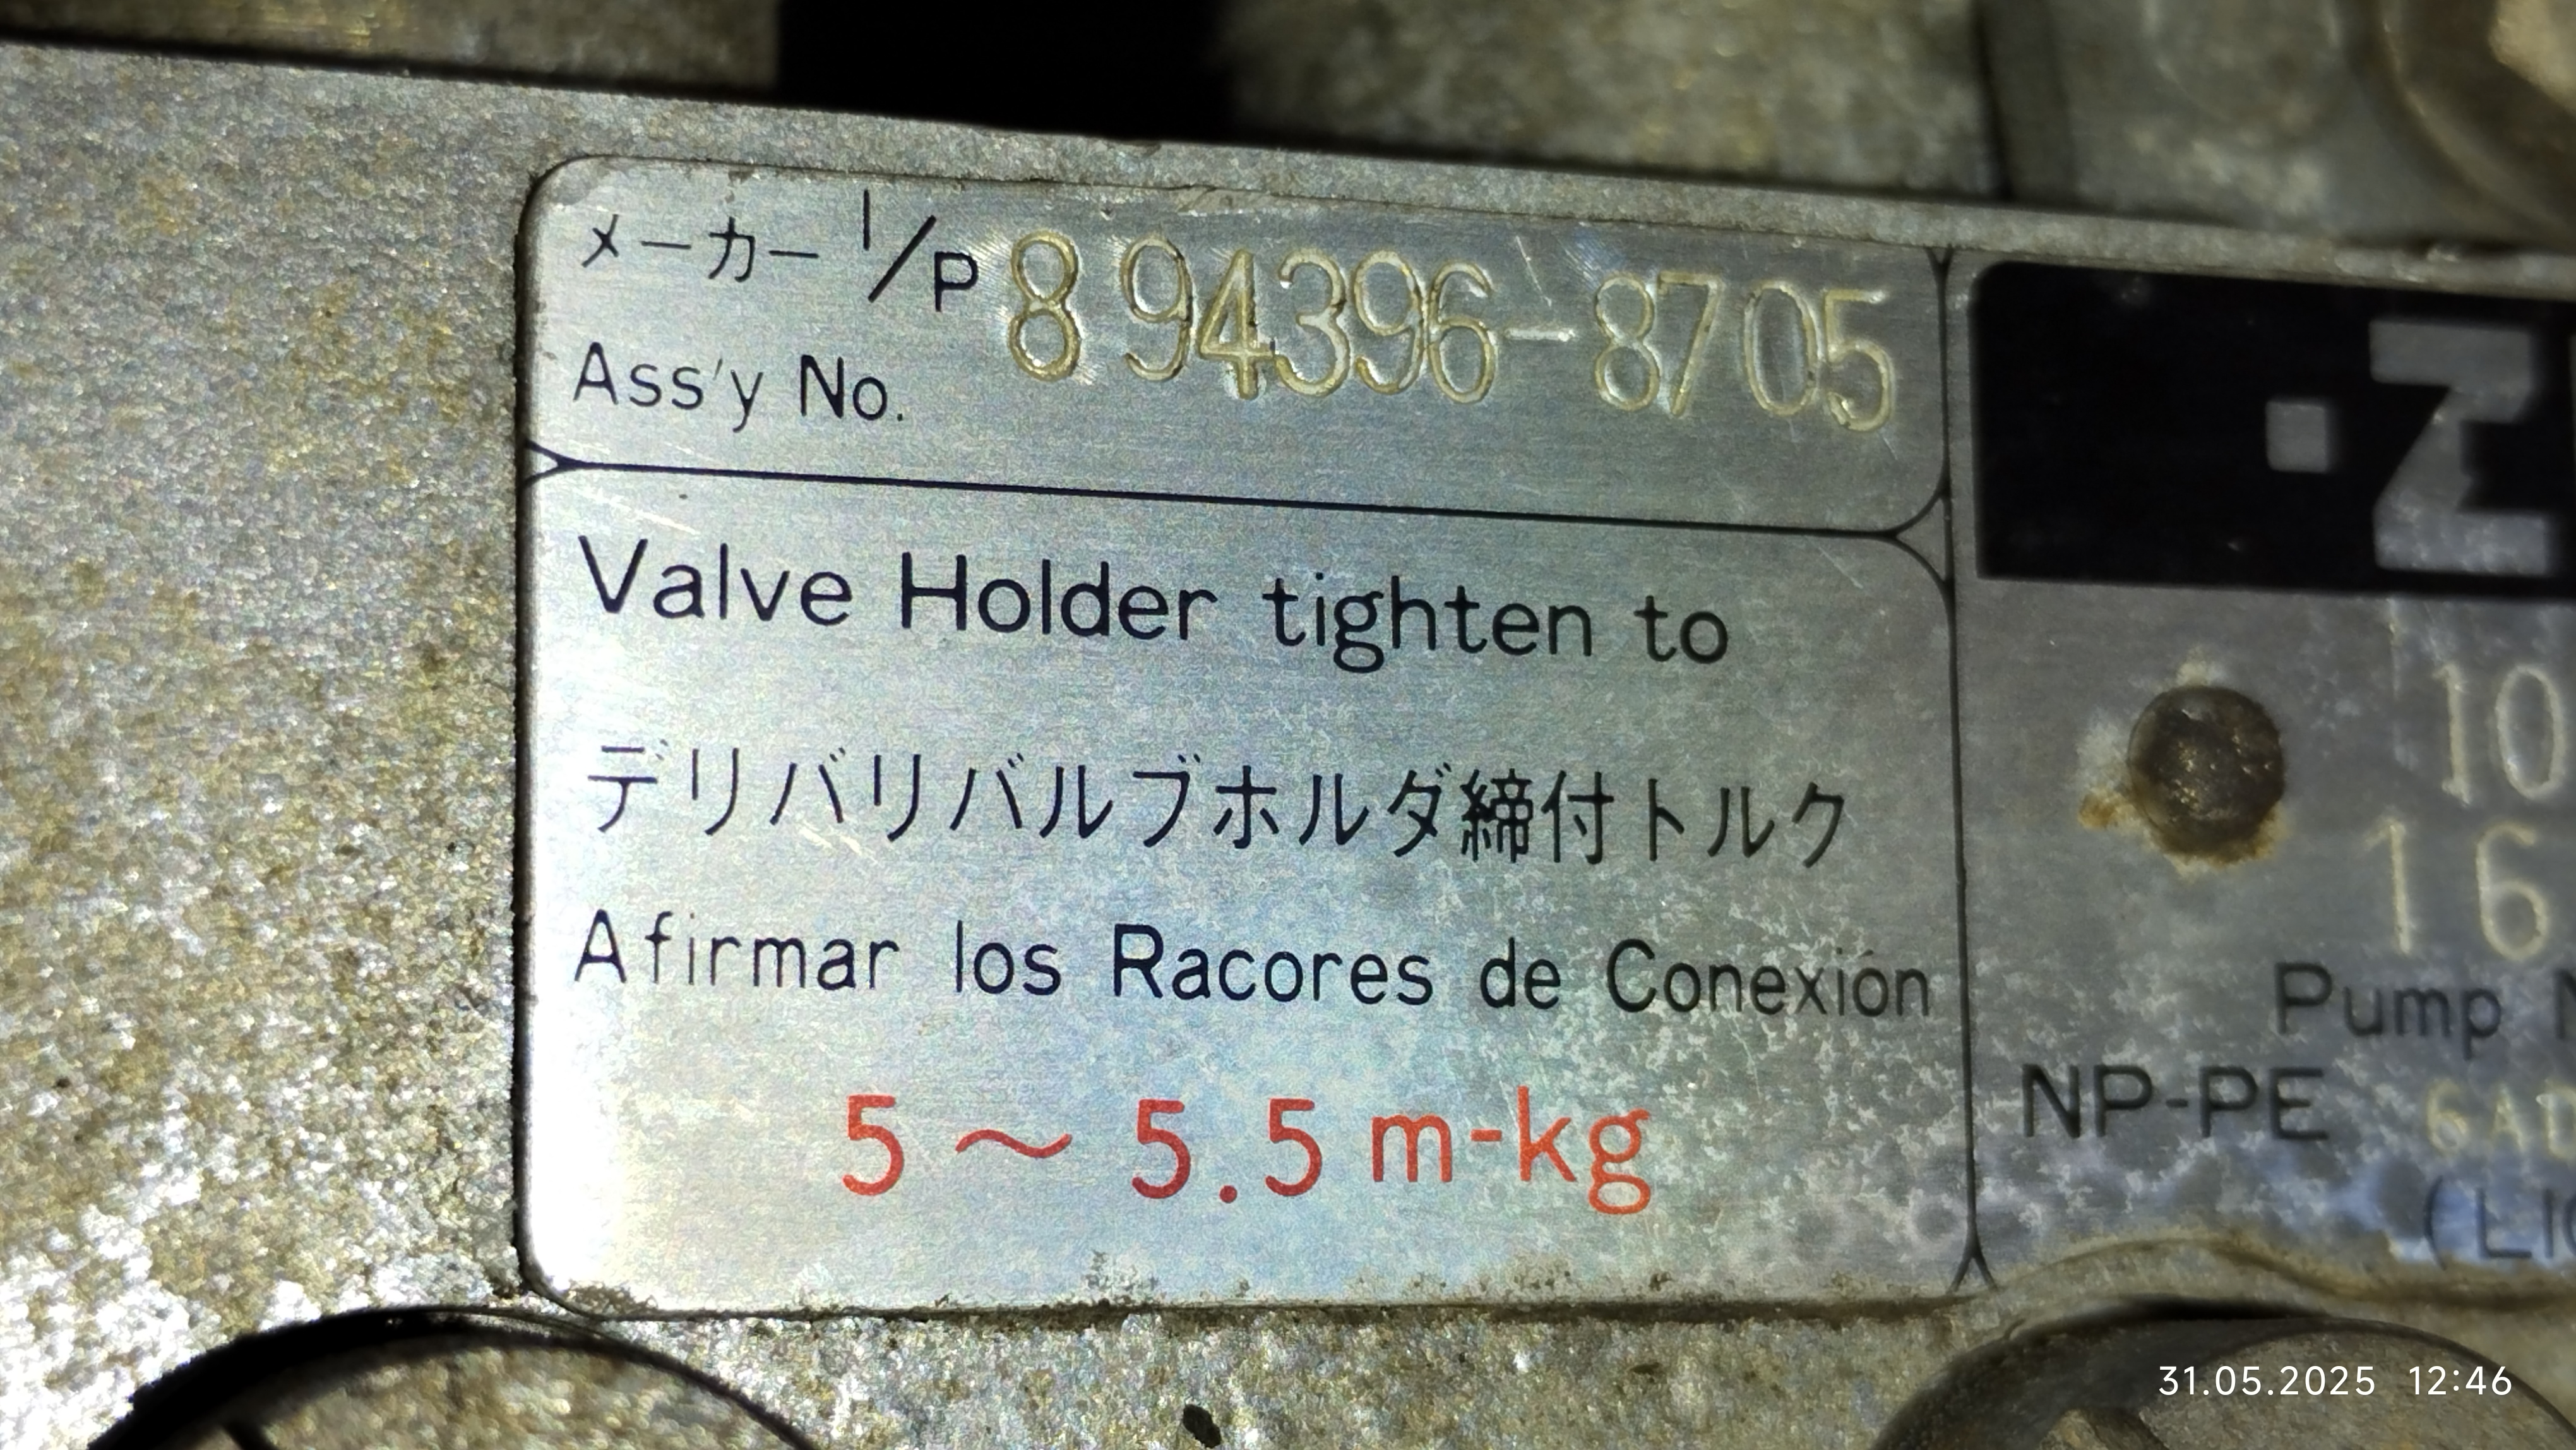 メーカー I/P 8 94396-8705
Ass'y No.
Valve Holder tighten to
デリバリバルブホルダ締付トルク
Afirmar los Racores de Conexión
5～5.5 m-kg
Z
10
16
Pump
NP-PE
31.05.2025 12:46